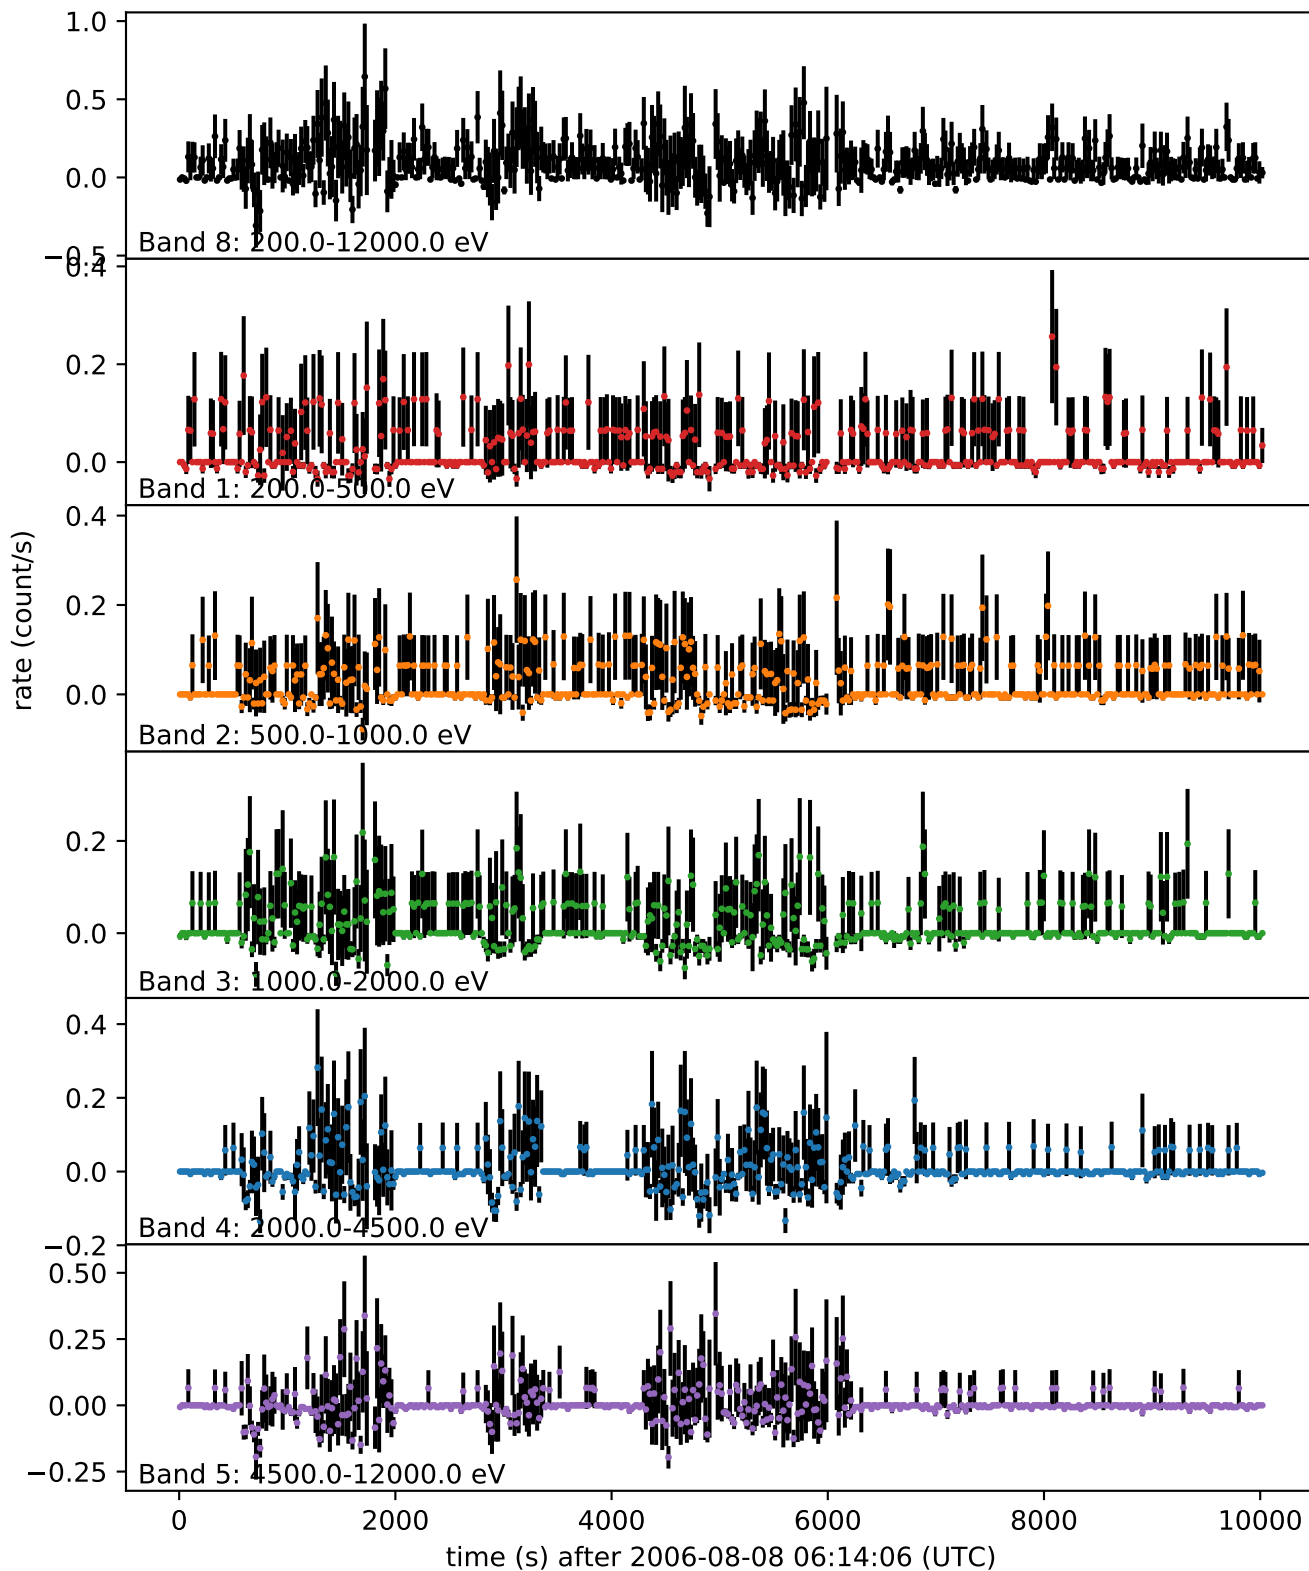 1.0
0.5
0.0
−0.5
Band 8: 200.0-12000.0 eV
0.4
0.2
0.0
Band 1: 200.0-500.0 eV
0.4
0.2
0.0
Band 2: 500.0-1000.0 eV
rate (count/s)
0.2
0.0
Band 3: 1000.0-2000.0 eV
0.4
0.2
0.0
−0.2
Band 4: 2000.0-4500.0 eV
0.50
0.25
0.00
−0.25
Band 5: 4500.0-12000.0 eV
0 2000 4000 6000 8000 10000
time (s) after 2006-08-08 06:14:06 (UTC)